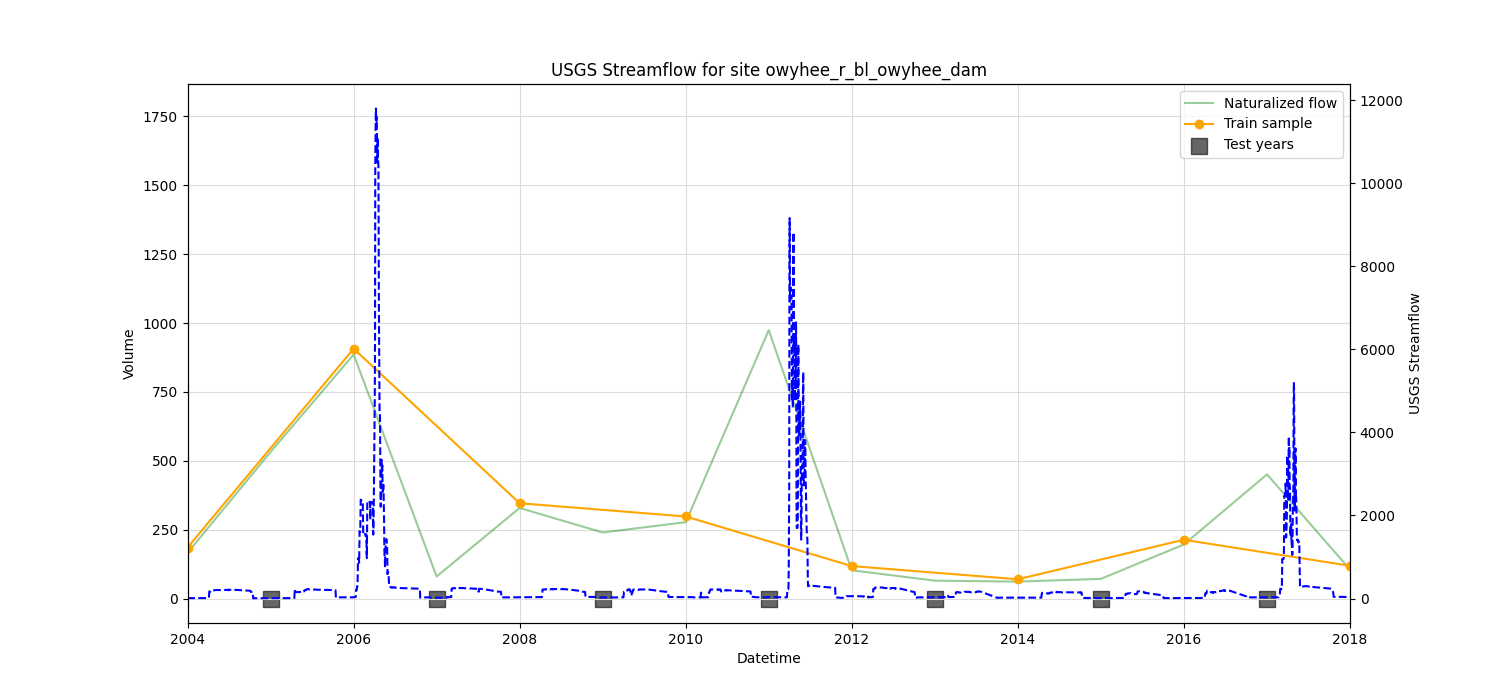 USGS Streamflow for site owyhee_r_bl_owyhee_dam
Naturalized flow
Train sample
Test years
Volume
1750
1500
1250
1000
750
500
250
0
12000
10000
8000
6000
4000
2000
0
USGS Streamflow
2004 2006 2008 2010 2012 2014 2016 2018
Datetime